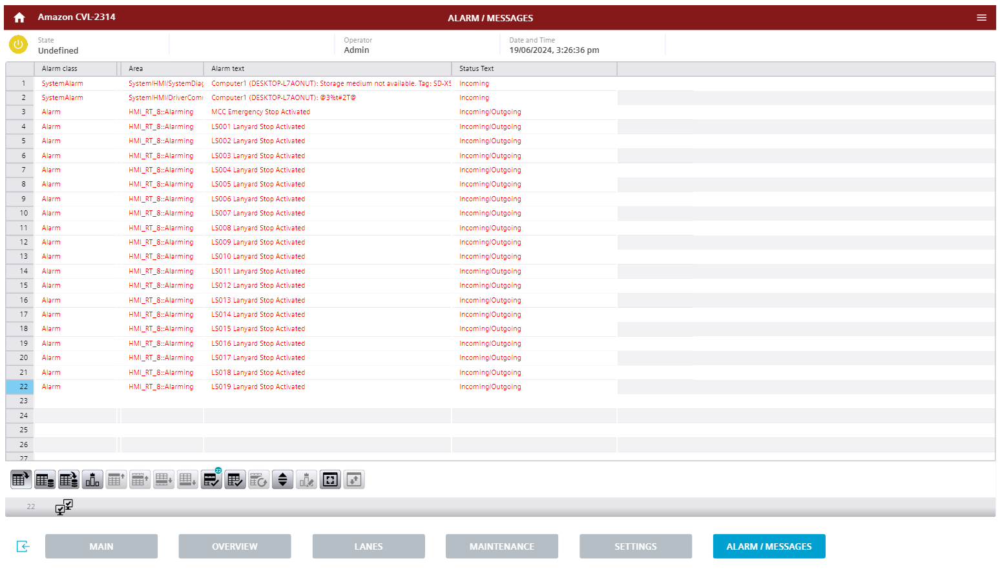 Amazon CVL-2314
ALARM / MESSAGES
State
Undefined
Operator
Admin
Date and Time
19/06/2024, 3:26:36 pm
Alarm class Area Alarm text Status Text
1 SystemAlarm System/HMI/SystemDiag Computer1 (DESKTOP-L7AONUT): Storage medium not available. Tag: SD-X5 Incoming
2 SystemAlarm System/HMI/DriverComm Computer1 (DESKTOP-L7AONUT): @3%t#2T@ Incoming
3 Alarm HMI_RT_8::Alarming MCC Emergency Stop Activated Incoming/Outgoing
4 Alarm HMI_RT_8::Alarming LS001 Lanyard Stop Activated Incoming/Outgoing
5 Alarm HMI_RT_8::Alarming LS002 Lanyard Stop Activated Incoming/Outgoing
6 Alarm HMI_RT_8::Alarming LS003 Lanyard Stop Activated Incoming/Outgoing
7 Alarm HMI_RT_8::Alarming LS004 Lanyard Stop Activated Incoming/Outgoing
8 Alarm HMI_RT_8::Alarming LS005 Lanyard Stop Activated Incoming/Outgoing
9 Alarm HMI_RT_8::Alarming LS006 Lanyard Stop Activated Incoming/Outgoing
10 Alarm HMI_RT_8::Alarming LS007 Lanyard Stop Activated Incoming/Outgoing
11 Alarm HMI_RT_8::Alarming LS008 Lanyard Stop Activated Incoming/Outgoing
12 Alarm HMI_RT_8::Alarming LS009 Lanyard Stop Activated Incoming/Outgoing
13 Alarm HMI_RT_8::Alarming LS010 Lanyard Stop Activated Incoming/Outgoing
14 Alarm HMI_RT_8::Alarming LS011 Lanyard Stop Activated Incoming/Outgoing
15 Alarm HMI_RT_8::Alarming LS012 Lanyard Stop Activated Incoming/Outgoing
16 Alarm HMI_RT_8::Alarming LS013 Lanyard Stop Activated Incoming/Outgoing
17 Alarm HMI_RT_8::Alarming LS014 Lanyard Stop Activated Incoming/Outgoing
18 Alarm HMI_RT_8::Alarming LS015 Lanyard Stop Activated Incoming/Outgoing
19 Alarm HMI_RT_8::Alarming LS016 Lanyard Stop Activated Incoming/Outgoing
20 Alarm HMI_RT_8::Alarming LS017 Lanyard Stop Activated Incoming/Outgoing
21 Alarm HMI_RT_8::Alarming LS018 Lanyard Stop Activated Incoming/Outgoing
22 Alarm HMI_RT_8::Alarming LS019 Lanyard Stop Activated Incoming/Outgoing
23
24
25
26
27
22
22
MAIN OVERVIEW LANES MAINTENANCE SETTINGS ALARM / MESSAGES